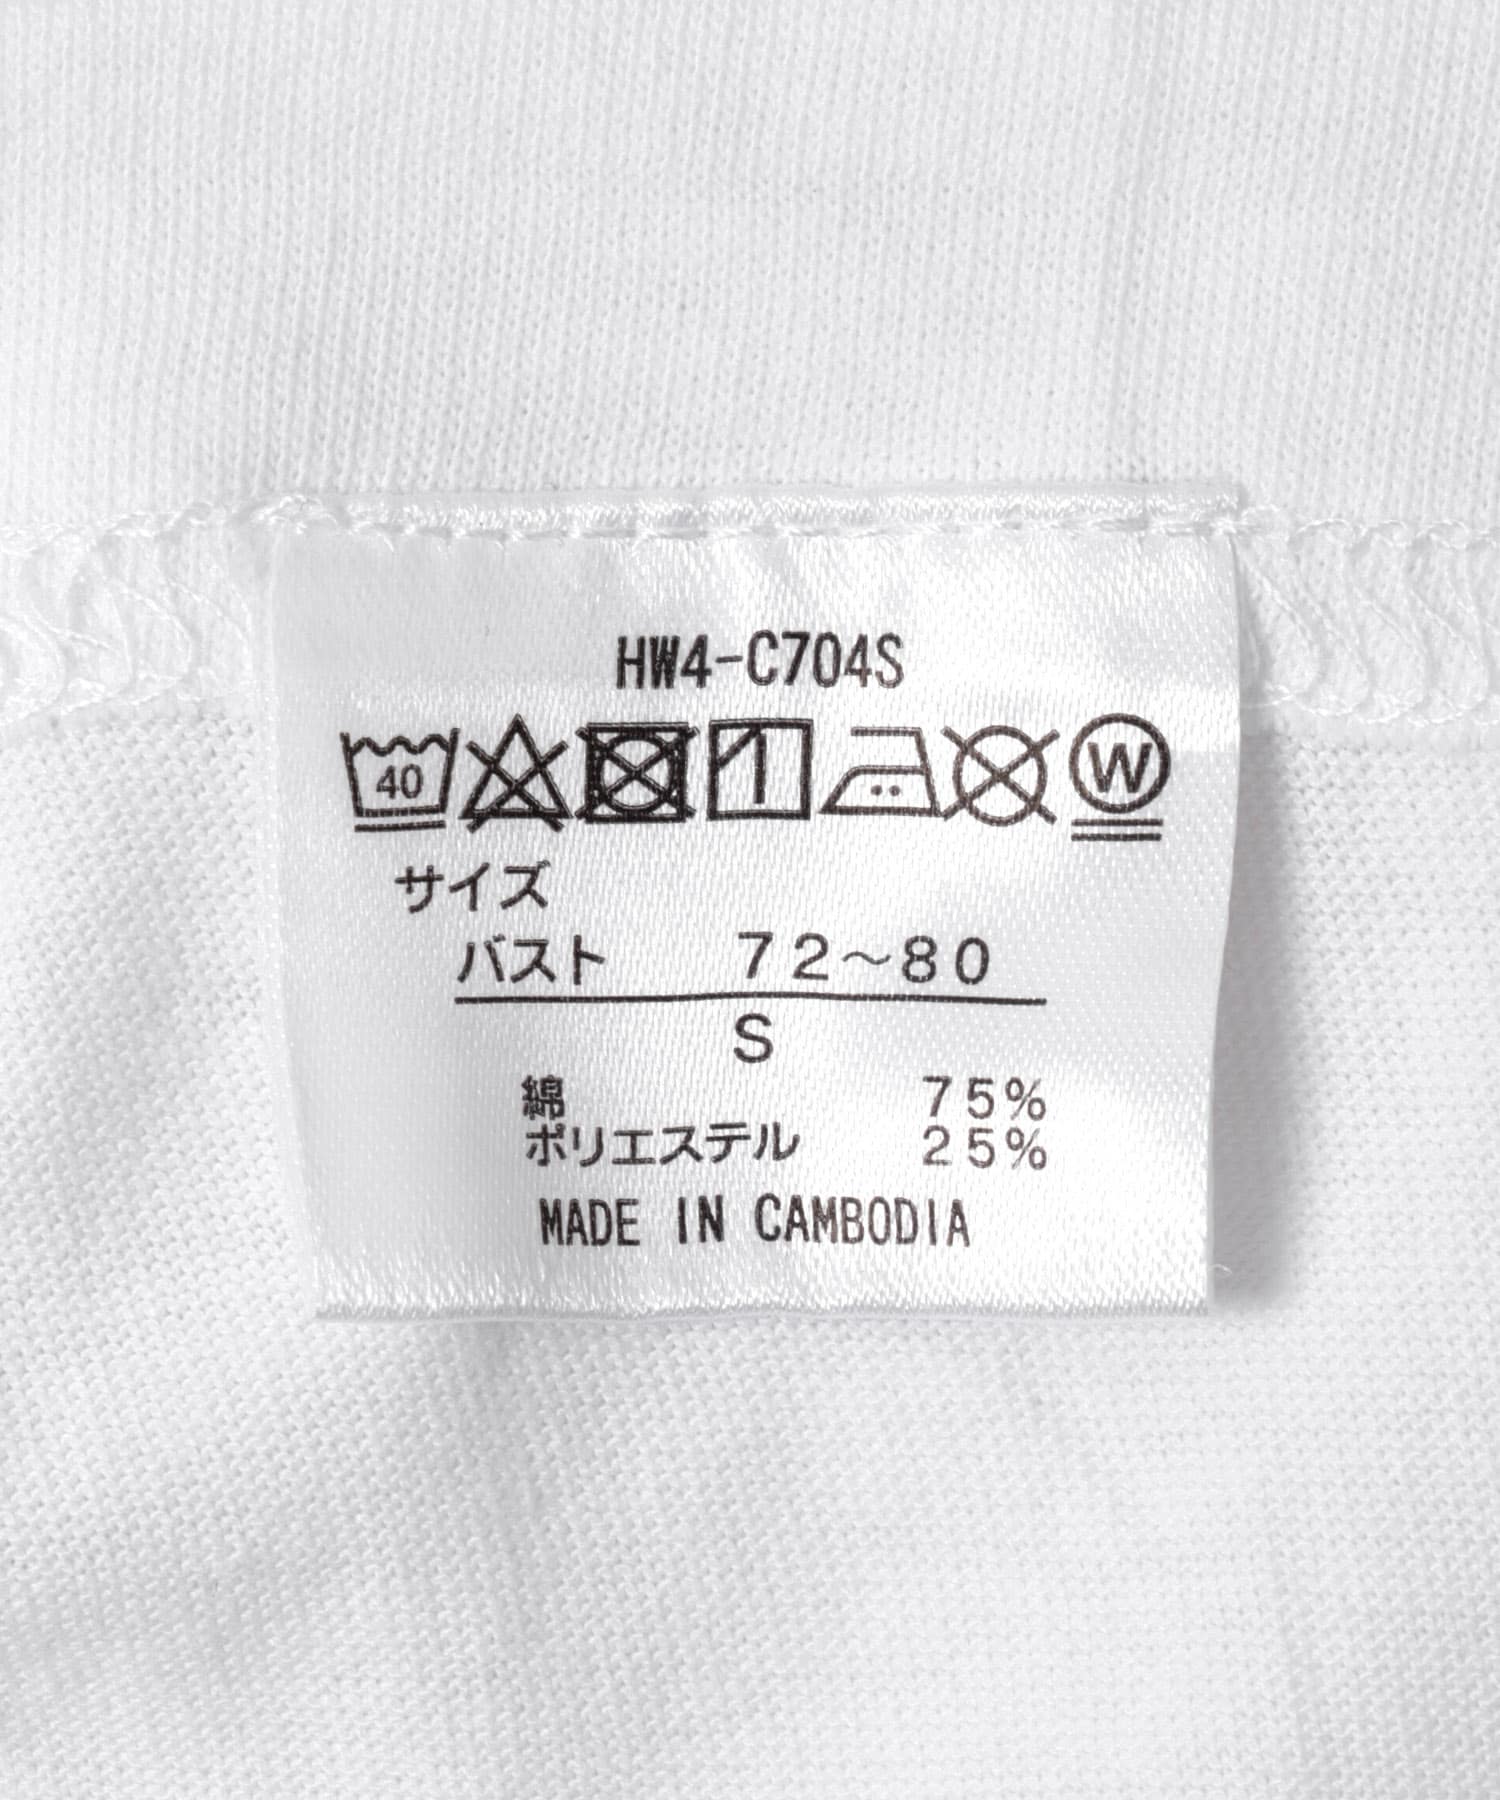 HW4-C704S
40 W
サイズ
バスト 72〜80
S
綿 75%
ポリエステル 25%
MADE IN CAMBODIA